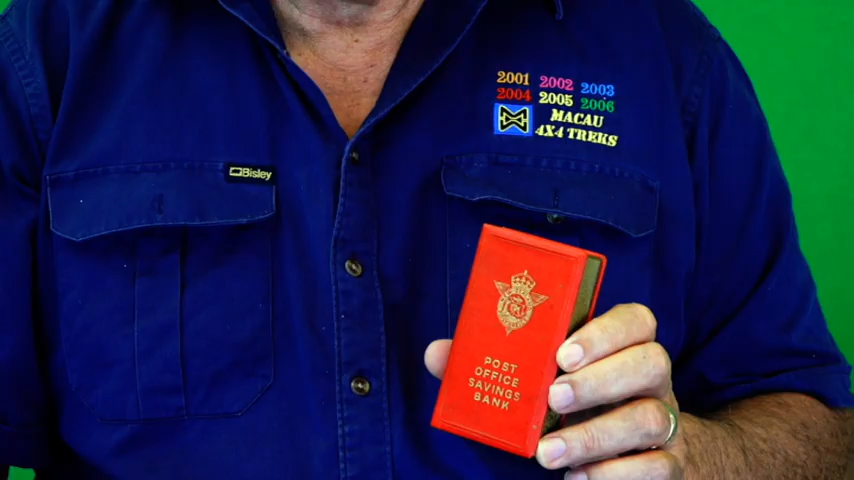 2001 2002 2003
2004 2005 2006
MACAU
4X4 TREKS
Bisley
POST
OFFICE
SAVINGS
BANK